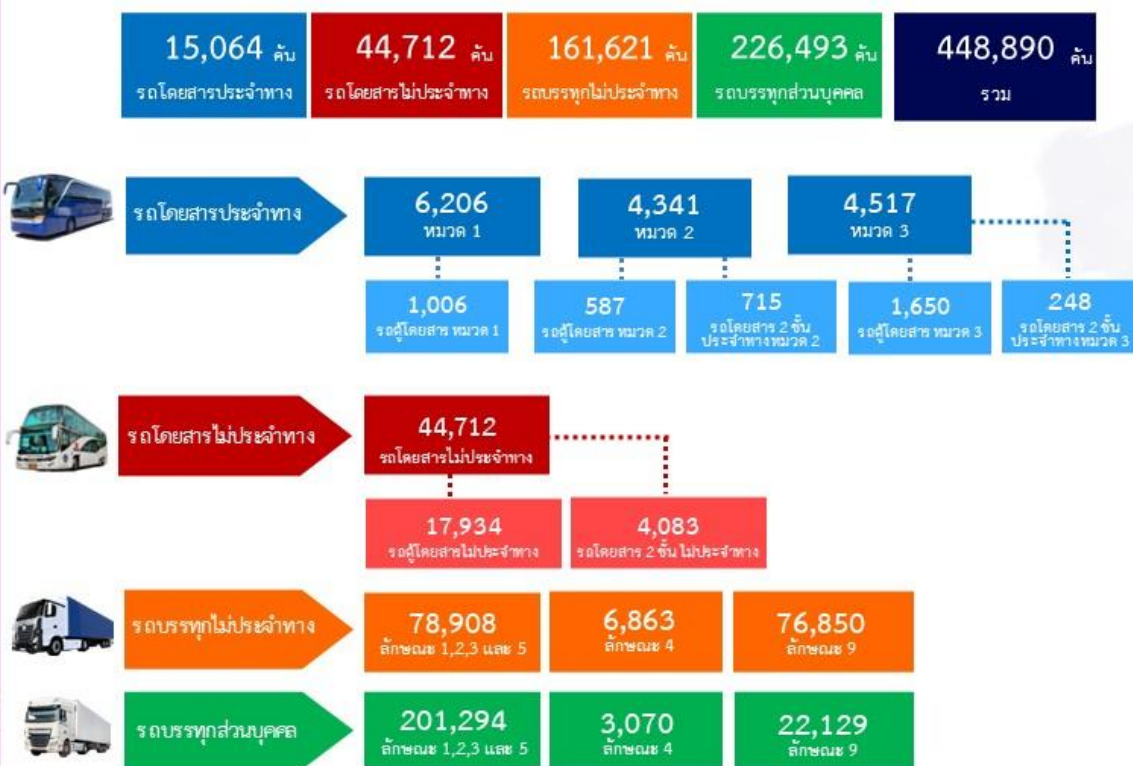 15,064 คัน
รถโดยสารประจำทาง
44,712 คัน
รถโดยสารไม่ประจำทาง
161,621 คัน
รถบรรทุกไม่ประจำทาง
226,493 คัน
รถบรรทุกส่วนบุคคล
448,890 คัน
รวม
รถโดยสารประจำทาง
6,206
หมวด 1
4,341
หมวด 2
4,517
หมวด 3
1,006
รถตู้โดยสาร หมวด 1
587
รถตู้โดยสาร หมวด 2
715
รถโดยสาร 2 ชั้น
ประจำทางหมวด 2
1,650
รถตู้โดยสาร หมวด 3
248
รถโดยสาร 2 ชั้น
ประจำทางหมวด 3
รถโดยสารไม่ประจำทาง
44,712
รถโดยสารไม่ประจำทาง
17,934
รถตู้โดยสารไม่ประจำทาง
4,083
รถโดยสาร 2 ชั้น ไม่ประจำทาง
รถบรรทุกไม่ประจำทาง
78,908
ลักษณะ 1,2,3 และ 5
6,863
ลักษณะ 4
76,850
ลักษณะ 9
รถบรรทุกส่วนบุคคล
201,294
ลักษณะ 1,2,3 และ 5
3,070
ลักษณะ 4
22,129
ลักษณะ 9